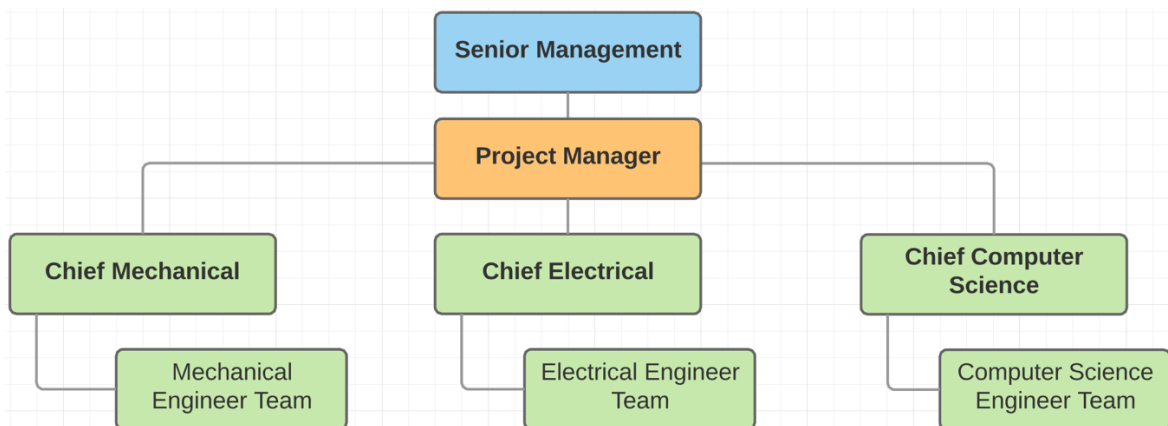 Senior Management
Project Manager
Chief Mechanical
Chief Electrical
Chief Computer
Science
Mechanical
Engineer Team
Electrical Engineer
Team
Computer Science
Engineer Team